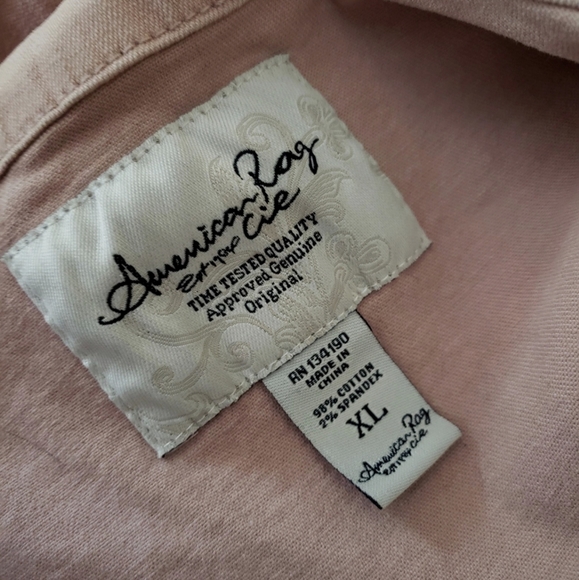 American Rag
Cie
TIME TESTED QUALITY
Approved Genuine
Original
RN 134190
MADE IN
CHINA
98% COTTON
2% SPANDEX
XL
American Rag
Cie